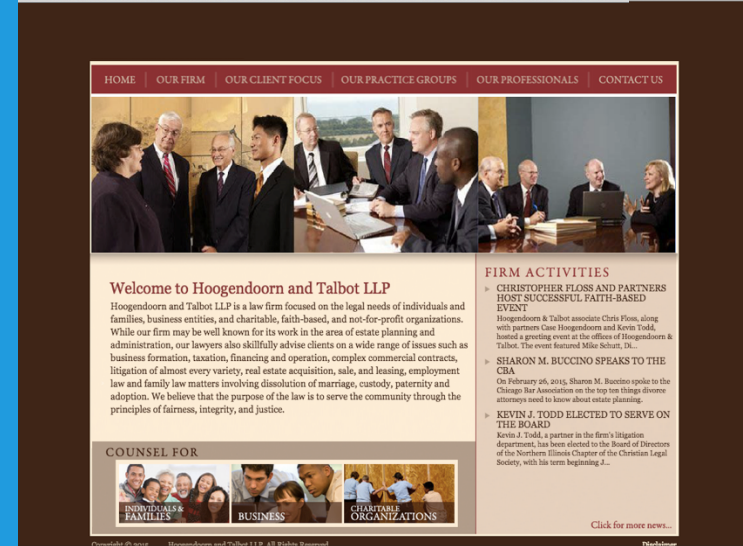 HOME
OUR FIRM
OUR CLIENT FOCUS
OUR PRACTICE GROUPS
OUR PROFESSIONALS
CONTACT US
Welcome to Hoogendoorn and Talbot LLP
Hoogendoorn and Talbot LLP is a law firm focused on the legal needs of individuals and
families, business entities, and charitable, faith-based, and not-for-profit organizations.
While our firm may be well known for its work in the area of estate planning and
administration, our lawyers also skillfully advise clients on a wide range of issues such as
business formation, taxation, financing and operation, complex commercial contracts,
litigation of almost every variety, real estate acquisition, sale, and leasing, employment
law and family law matters involving dissolution of marriage, custody, paternity and
adoption. We believe that the purpose of the law is to serve the community through the
principles of fairness, integrity, and justice.
FIRM ACTIVITIES
CHRISTOPHER FLOSS AND PARTNERS
HOST SUCCESSFUL FAITH-BASED
EVENT
Hoogendoorn & Talbot associate Chris Floss, along
with partners Case Hoogendoorn and Kevin Todd,
hosted a greeting event at the offices of Hoogendoorn &
Talbot. The event featured Mike Schutt, Di...
SHARON M. BUCCINO SPEAKS TO THE
CBA
On February 26, 2015, Sharon M. Buccino spoke to the
Chicago Bar Association on the top ten things divorce
attorneys need to know about estate planning.
KEVIN J. TODD ELECTED TO SERVE ON
THE BOARD
Kevin J. Todd, a partner in the firm's litigation
department, has been elected to the Board of Directors
of the Northern Illinois Chapter of the Christian Legal
Society, with his term beginning J...
Click for more news...
COUNSEL FOR
INDIVIDUALS &
FAMILIES
BUSINESS
CHARITABLE
ORGANIZATIONS
Copyright © 2015 Hoogendoorn and Talbot LLP. All Rights Reserved
Disclaimer